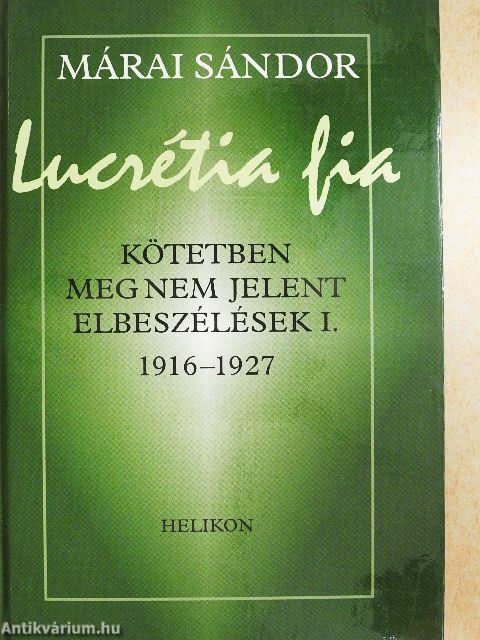 MÁRAI SÁNDOR
Lucrétia fia
KÖTETBEN
MEG NEM JELENT
ELBESZÉLÉSEK I.
1916–1927
HELIKON
Antikvárium.hu